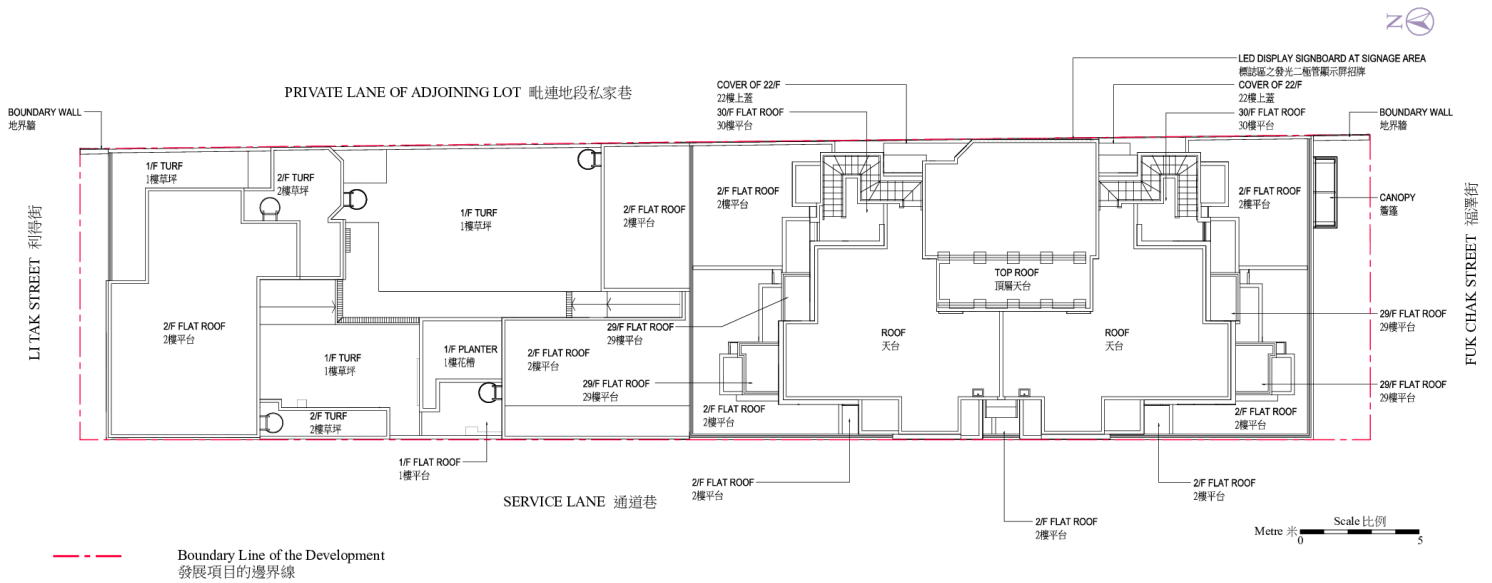 N
LED DISPLAY SIGNBOARD AT SIGNAGE AREA
標誌區之發光二極管顯示屏招牌
COVER OF 22/F
22樓上蓋
COVER OF 22/F
22樓上蓋
PRIVATE LANE OF ADJOINING LOT 毗連地段私家巷
BOUNDARY WALL
地界牆
30/F FLAT ROOF
30樓平台
30/F FLAT ROOF
30樓平台
BOUNDARY WALL
地界牆
1/F TURF
1樓草坪
2/F TURF
2樓草坪
1/F TURF
1樓草坪
2/F FLAT ROOF
2樓平台
2/F FLAT ROOF
2樓平台
2/F FLAT ROOF
2樓平台
CANOPY
簷篷
LI TAK STREET 利得街
FUK CHAK STREET 福澤街
TOP ROOF
頂層天台
2/F FLAT ROOF
2樓平台
29/F FLAT ROOF
29樓平台
ROOF
天台
ROOF
天台
29/F FLAT ROOF
29樓平台
1/F TURF
1樓草坪
1/F PLANTER
1樓花槽
2/F FLAT ROOF
2樓平台
29/F FLAT ROOF
29樓平台
29/F FLAT ROOF
29樓平台
2/F TURF
2樓草坪
2/F FLAT ROOF
2樓平台
2/F FLAT ROOF
2樓平台
1/F FLAT ROOF
1樓平台
2/F FLAT ROOF
2樓平台
2/F FLAT ROOF
2樓平台
SERVICE LANE 通道巷
2/F FLAT ROOF
2樓平台
Scale 比例
Metre 米
0 5
Boundary Line of the Development
發展項目的邊界線